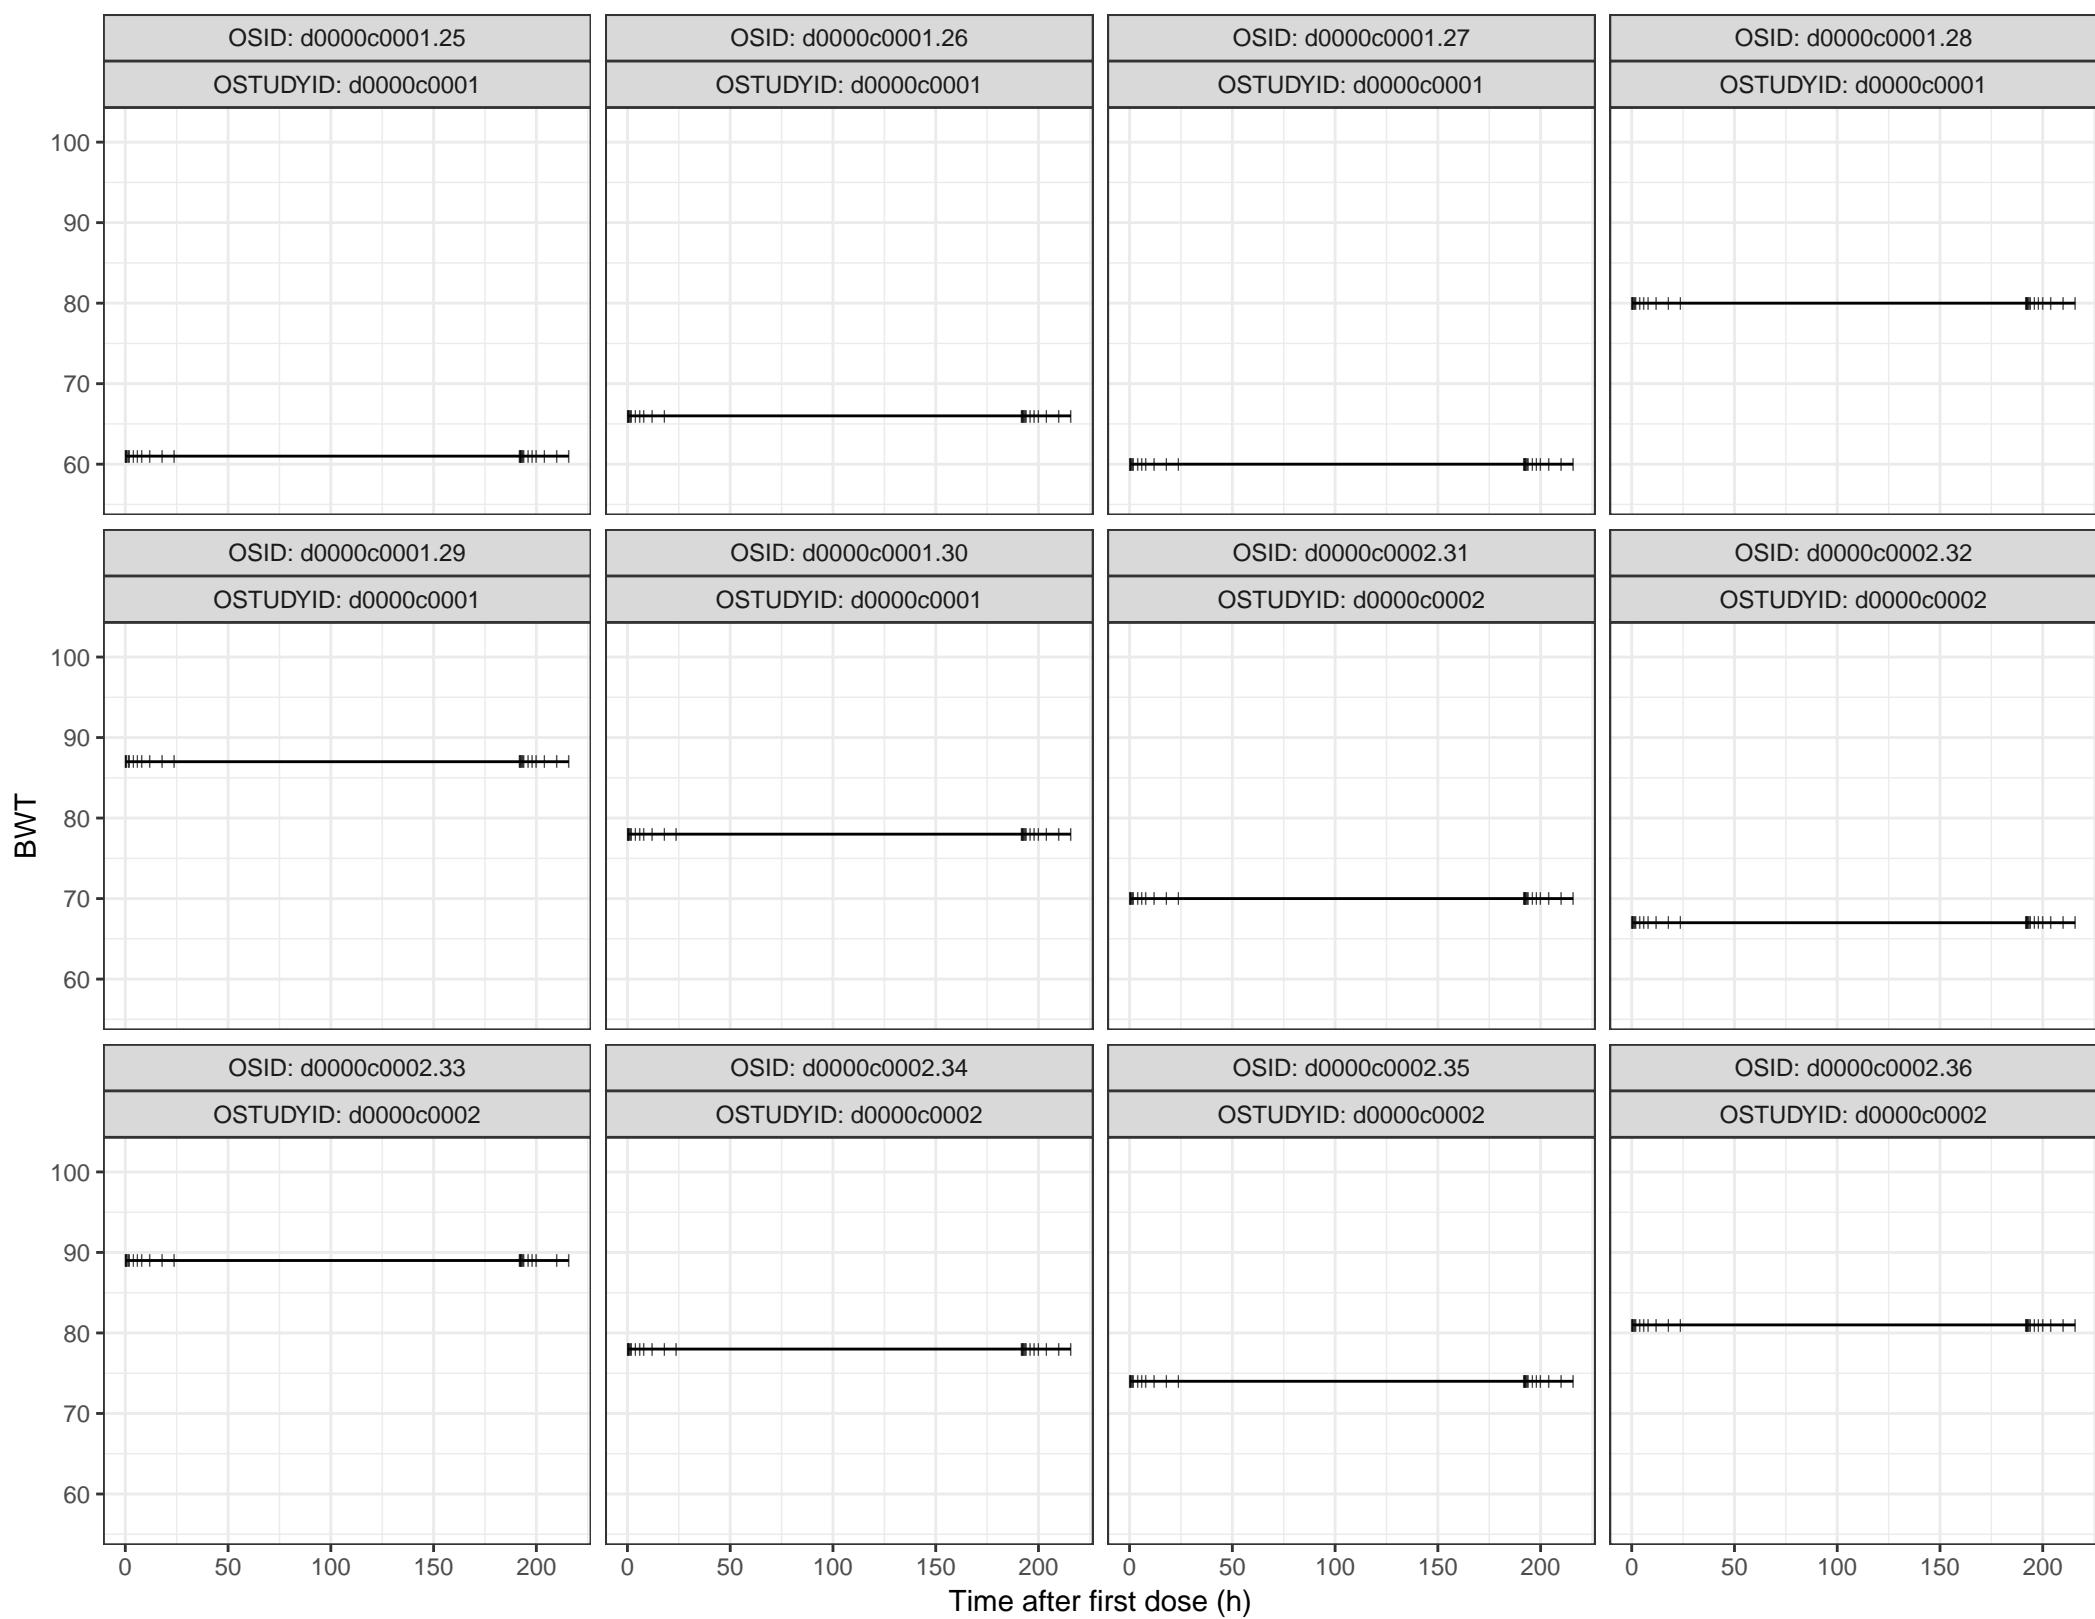 OSID: d0000c0001.25
OSTUDYID: d0000c0001
OSID: d0000c0001.26
OSTUDYID: d0000c0001
OSID: d0000c0001.27
OSTUDYID: d0000c0001
OSID: d0000c0001.28
OSTUDYID: d0000c0001
100
90
80
70
60
OSID: d0000c0001.29
OSTUDYID: d0000c0001
OSID: d0000c0001.30
OSTUDYID: d0000c0001
OSID: d0000c0002.31
OSTUDYID: d0000c0002
OSID: d0000c0002.32
OSTUDYID: d0000c0002
100
90
80
70
60
BWT
OSID: d0000c0002.33
OSTUDYID: d0000c0002
OSID: d0000c0002.34
OSTUDYID: d0000c0002
OSID: d0000c0002.35
OSTUDYID: d0000c0002
OSID: d0000c0002.36
OSTUDYID: d0000c0002
100
90
80
70
60
0 50 100 150 200
0 50 100 150 200
0 50 100 150 200
0 50 100 150 200
Time after first dose (h)